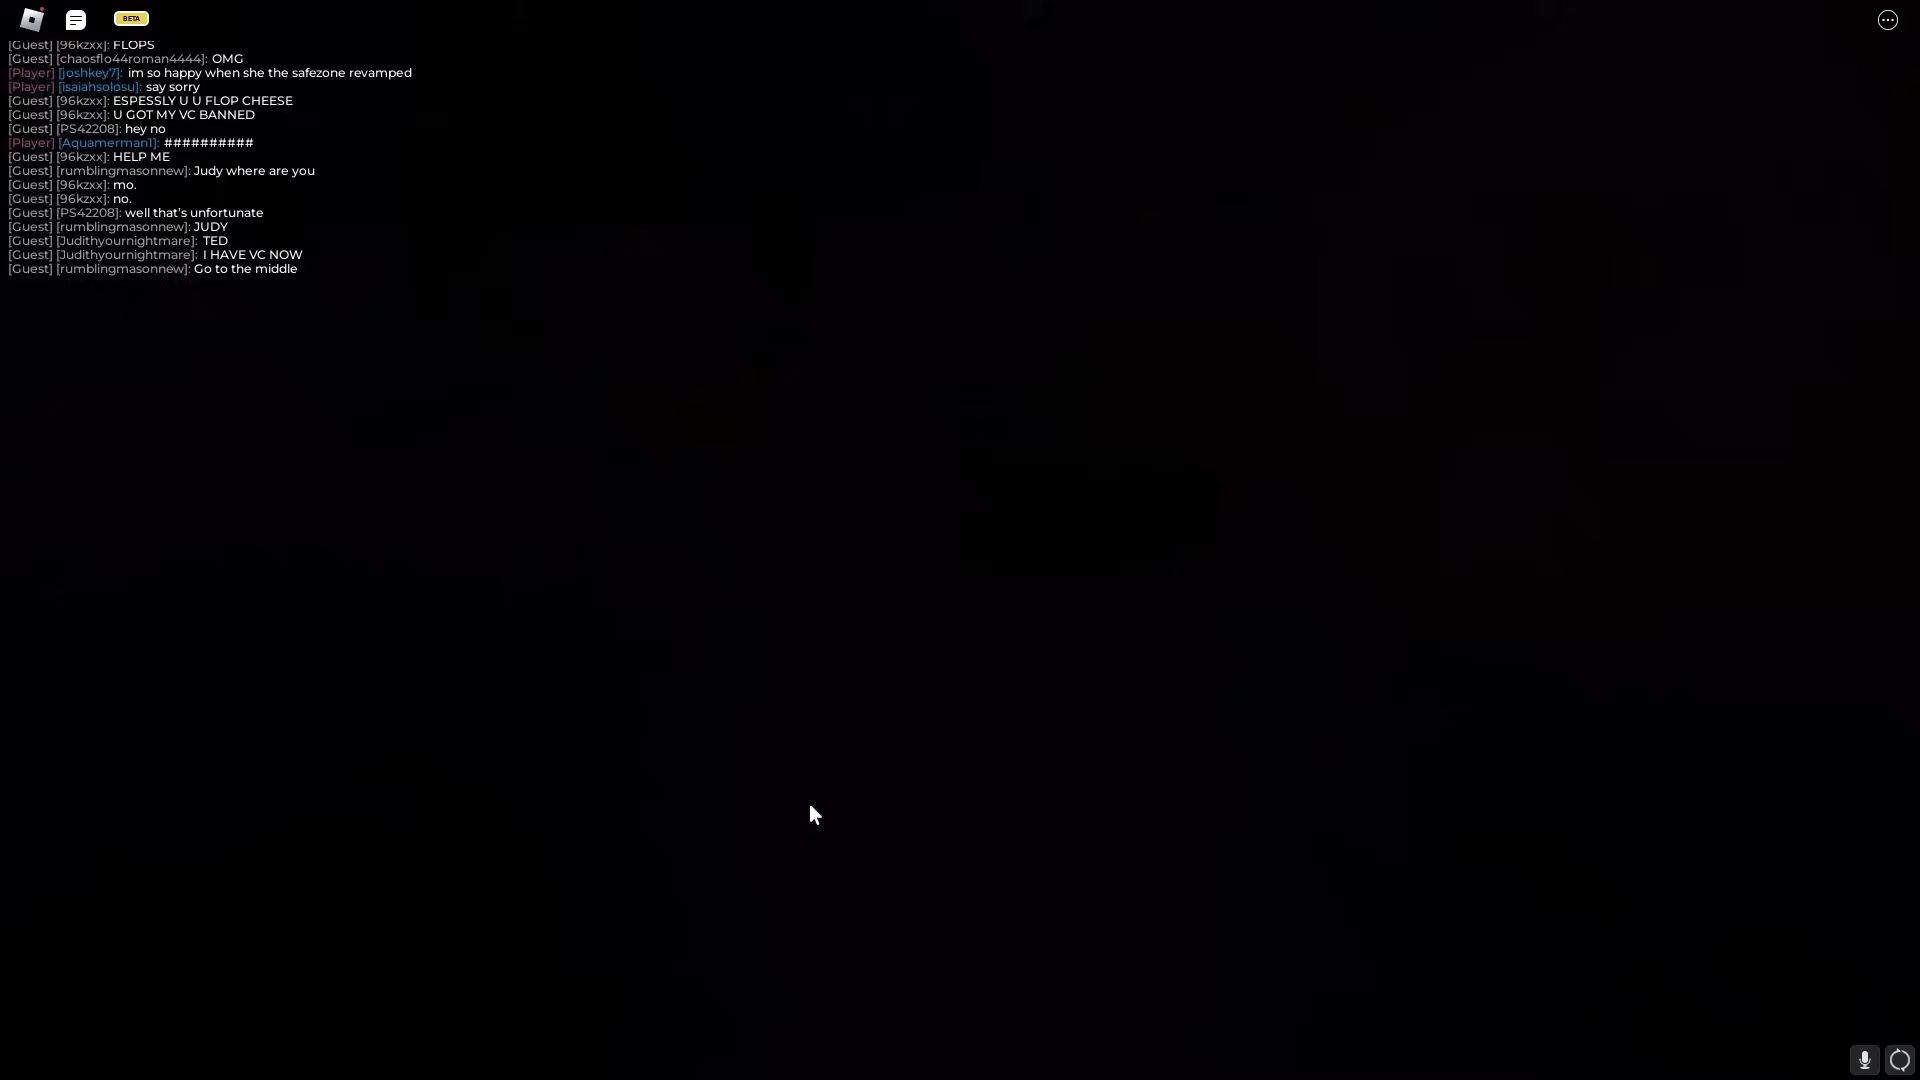 BETA
[Guest] [96kzxx]: FLOPS
[Guest] [chaosflo44roman4444]: OMG
[Player] [joshkey7]: im so happy when she the safezone revamped
[Player] [isaiahsolosu]: say sorry
[Guest] [96kzxx]: ESPESSLY U U FLOP CHEESE
[Guest] [96kzxx]: U GOT MY VC BANNED
[Guest] [PS42208]: hey no
[Player] [Aquamerman1]: ##########
[Guest] [96kzxx]: HELP ME
[Guest] [rumblingmasonnew]: Judy where are you
[Guest] [96kzxx]: mo.
[Guest] [96kzxx]: no.
[Guest] [PS42208]: well that's unfortunate
[Guest] [rumblingmasonnew]: JUDY
[Guest] [Judithyournightmare]: TED
[Guest] [Judithyournightmare]: I HAVE VC NOW
[Guest] [rumblingmasonnew]: Go to the middle